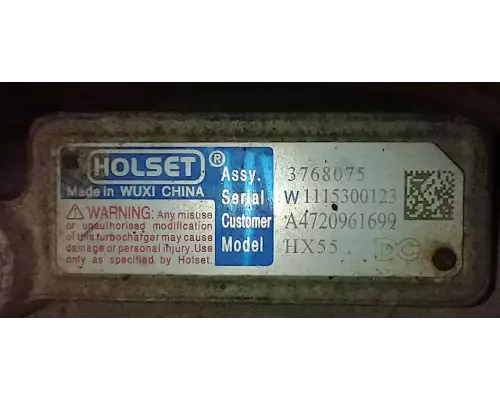 HOLSET®
Made in WUXI CHINA
⚠ WARNING: Any misuse
or unauthorised modification
of this turbocharger may cause
damage or personal injury. Use
only as specified by Holset.
Assy. 3768075
Serial W1115300123
Customer A4720961699
Model HX55 DC